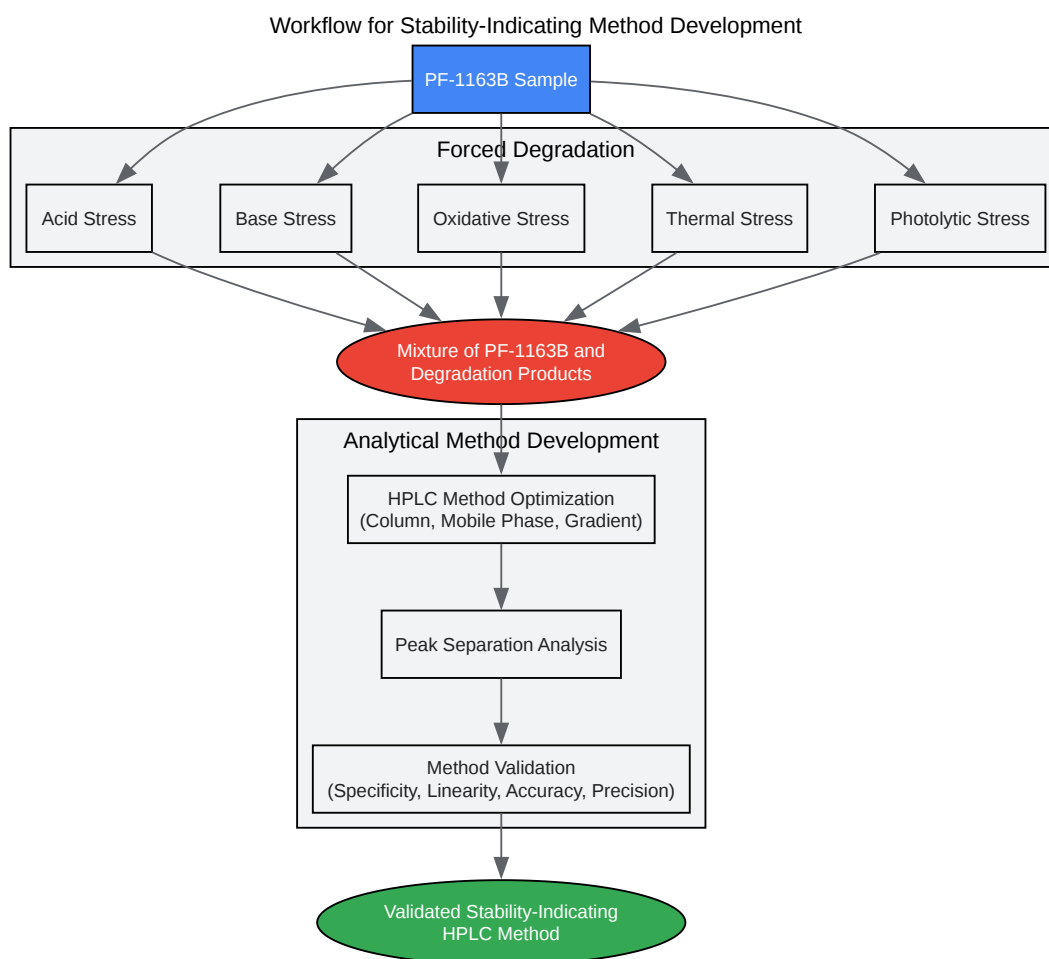 Workflow for Stability-Indicating Method Development
PF-1163B Sample
Forced Degradation
Acid Stress
Base Stress
Oxidative Stress
Thermal Stress
Photolytic Stress
Mixture of PF-1163B and
Degradation Products
Analytical Method Development
HPLC Method Optimization
(Column, Mobile Phase, Gradient)
Peak Separation Analysis
Method Validation
(Specificity, Linearity, Accuracy, Precision)
Validated Stability-Indicating
HPLC Method